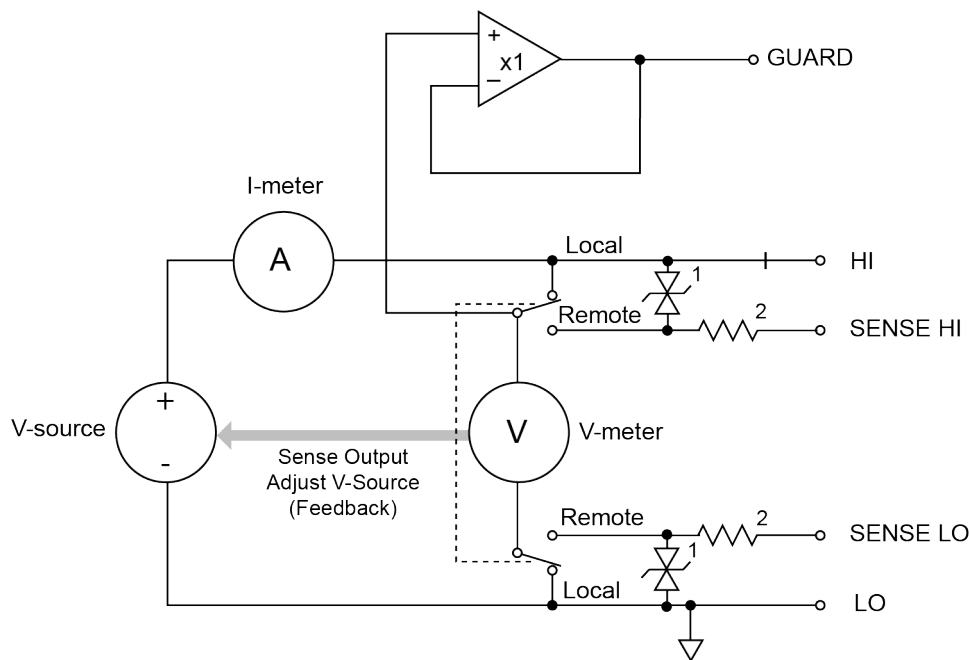 +
x1
–
GUARD
I-meter
A
Local
HI
1
2
Remote
SENSE HI
+
V-source
-
V
V-meter
Sense Output
Adjust V-Source
(Feedback)
Remote
2
SENSE LO
1
Local
LO